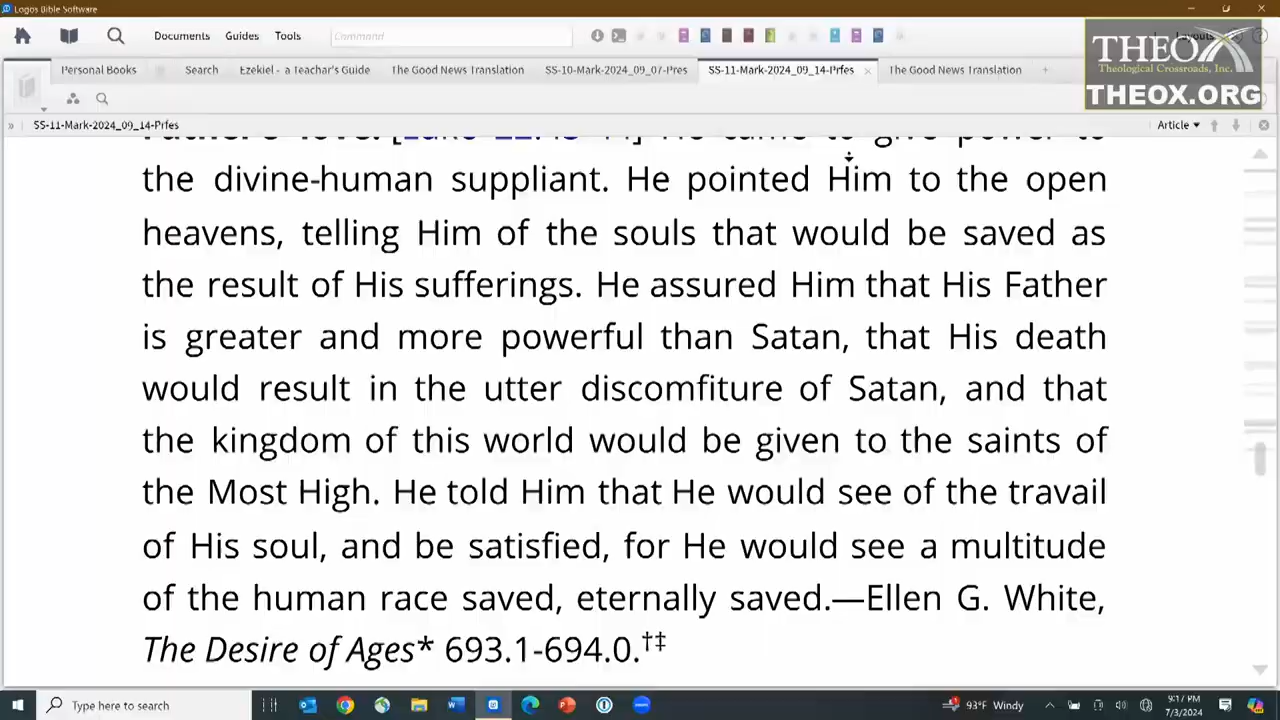 Logos Bible Software
Documents Guides Tools Command
THEOX
Theological Crossroads, Inc.
THEOX.ORG
Personal Books Search Ezekiel - a Teacher's Guide SS-10-Mark-2024_09_07-Pres SS-11-Mark-2024_09_14-Prfes The Good News Translation
SS-11-Mark-2024_09_14-Prfes Article
the divine-human suppliant. He pointed Him to the open
heavens, telling Him of the souls that would be saved as
the result of His sufferings. He assured Him that His Father
is greater and more powerful than Satan, that His death
would result in the utter discomfiture of Satan, and that
the kingdom of this world would be given to the saints of
the Most High. He told Him that He would see of the travail
of His soul, and be satisfied, for He would see a multitude
of the human race saved, eternally saved.—Ellen G. White,
The Desire of Ages* 693.1-694.0.†‡
Type here to search 93°F Windy 9:17 PM
7/3/2024